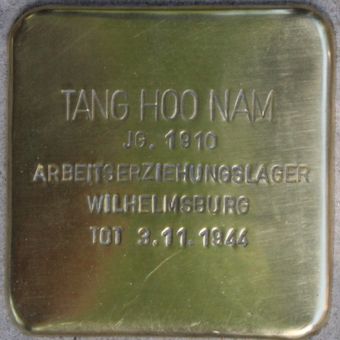 TANG HOO NAM
JG. 1910
ARBEITSERZIEHUNGSLAGER
WILHELMSBURG
TOT 3.11.1944